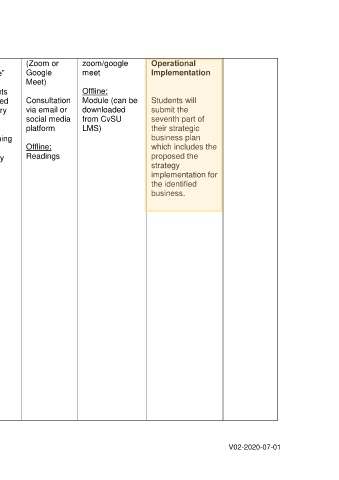 e"
nts
ed
ry
ning
y
(Zoom or
Google
Meet)
Consultation
via email or
social media
platform
Offline:
Readings
zoom/google
meet
Offline:
Module (can be
downloaded
from CvSU
LMS)
Operational
Implementation
Students will
submit the
seventh part of
their strategic
business plan
which includes the
proposed the
strategy
implementation for
the identified
business.
V02-2020-07-01